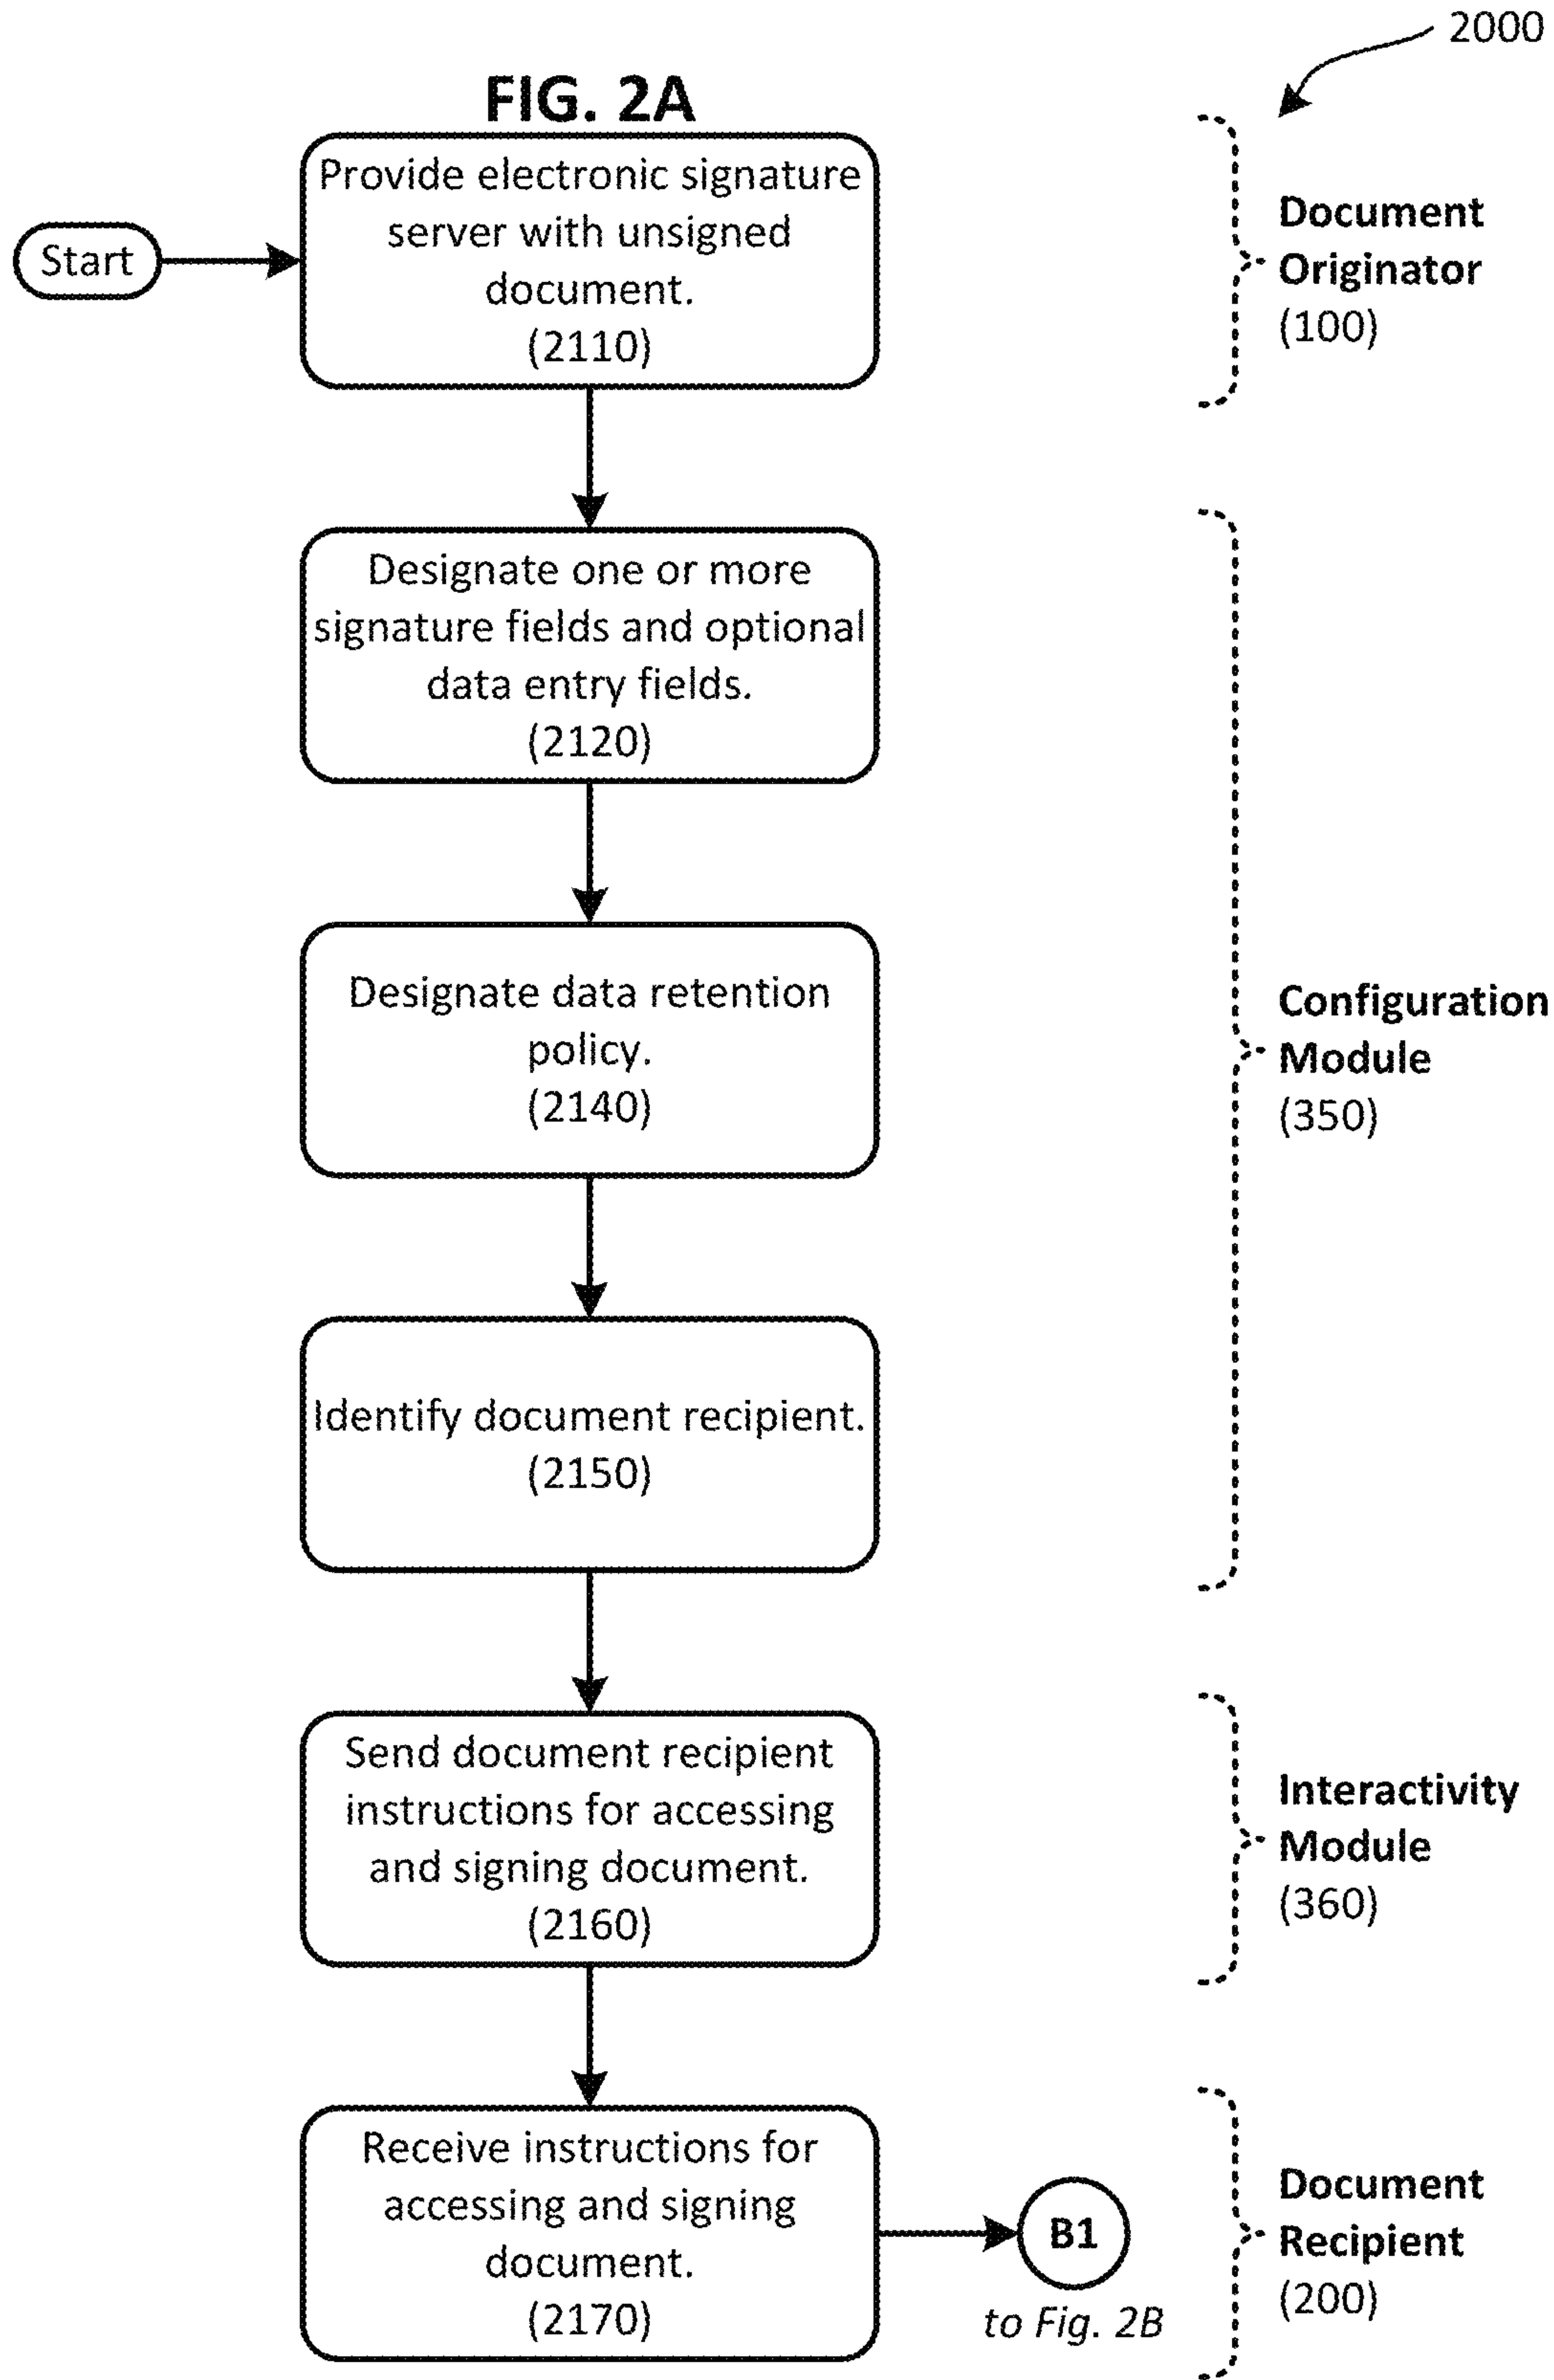 2000
FIG. 2A
Start
Provide electronic signature
server with unsigned
document.
(2110)
Document
Originator
(100)
Designate one or more
signature fields and optional
data entry fields.
(2120)
Designate data retention
policy.
(2140)
Identify document recipient.
(2150)
Configuration
Module
(350)
Send document recipient
instructions for accessing
and signing document.
(2160)
Interactivity
Module
(360)
Receive instructions for
accessing and signing
document.
(2170)
B1
to Fig. 2B
Document
Recipient
(200)